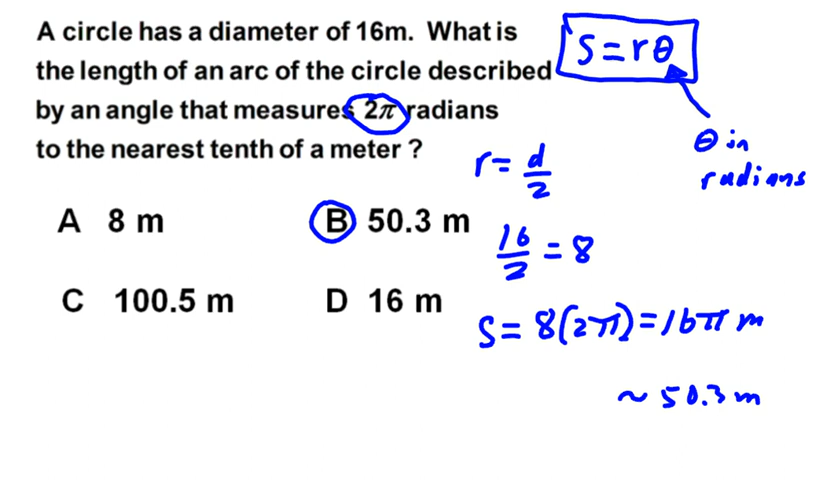 A circle has a diameter of 16m. What is
the length of an arc of the circle described
by an angle that measures 2π radians
to the nearest tenth of a meter ?
A 8 m
B 50.3 m
C 100.5 m
D 16 m
S = rθ
θ in
radians
r = d/2
16/2 = 8
S = 8(2π) = 16π m
~ 50.3 m